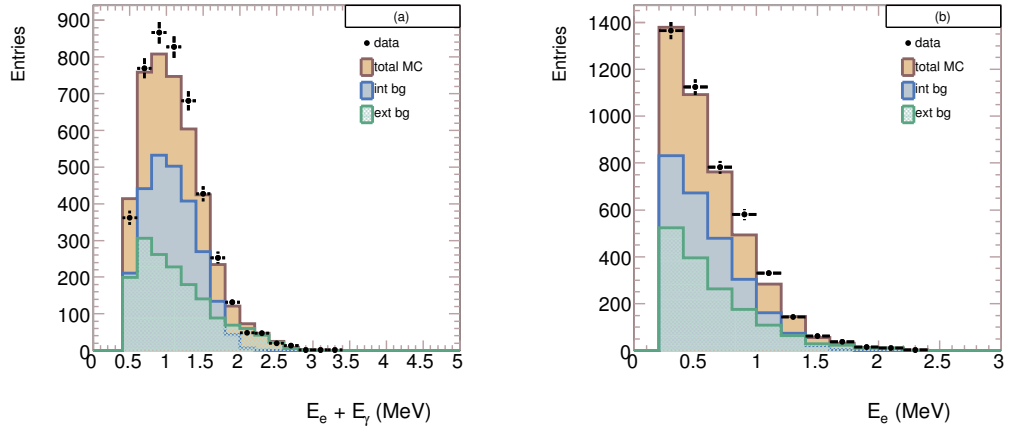 (a)
Entries
900
800
700
600
500
400
300
200
100
0
data
total MC
int bg
ext bg
0 0.5 1 1.5 2 2.5 3 3.5 4 4.5 5
E_e + E_γ (MeV)
(b)
Entries
1400
1200
1000
800
600
400
200
0
data
total MC
int bg
ext bg
0 0.5 1 1.5 2 2.5 3
E_e (MeV)